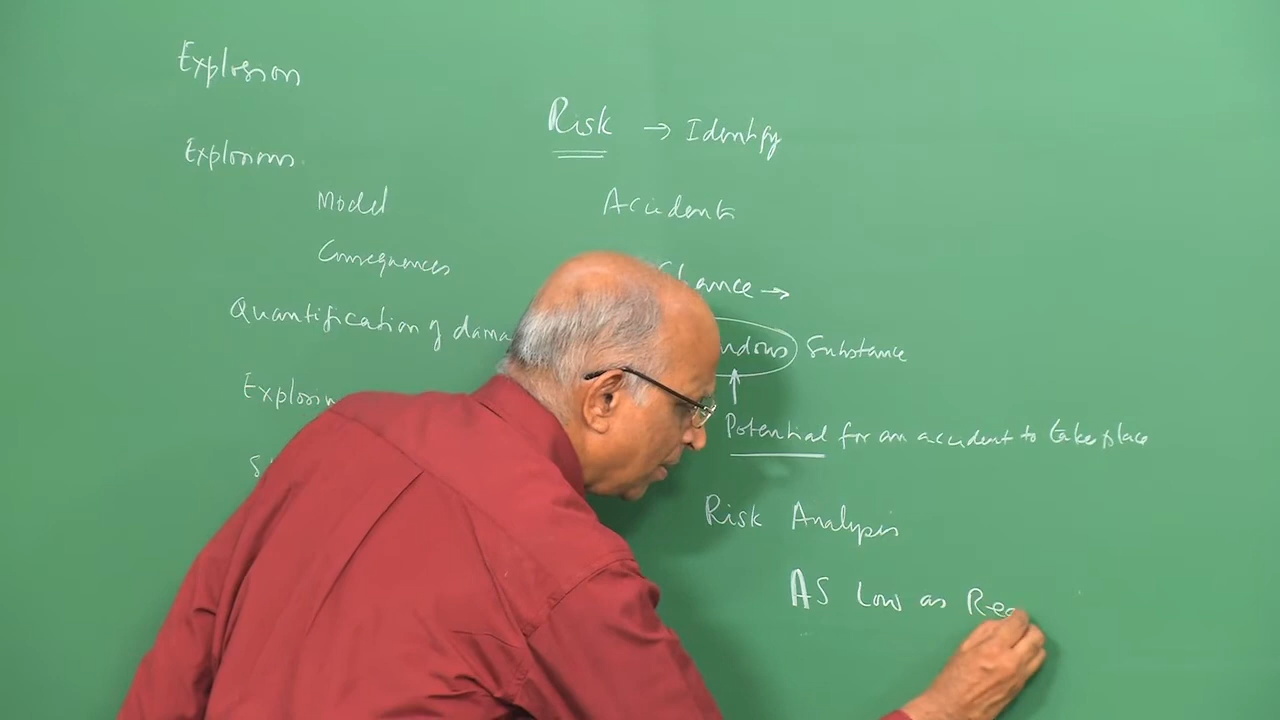 Explosion
Risk → Identify
Explosions
Model
Accidents
Consequences
Chance →
Quantification of dama
Substance
Explosi
Potential for an accident to take place
Risk Analysis
AS Low as Rea